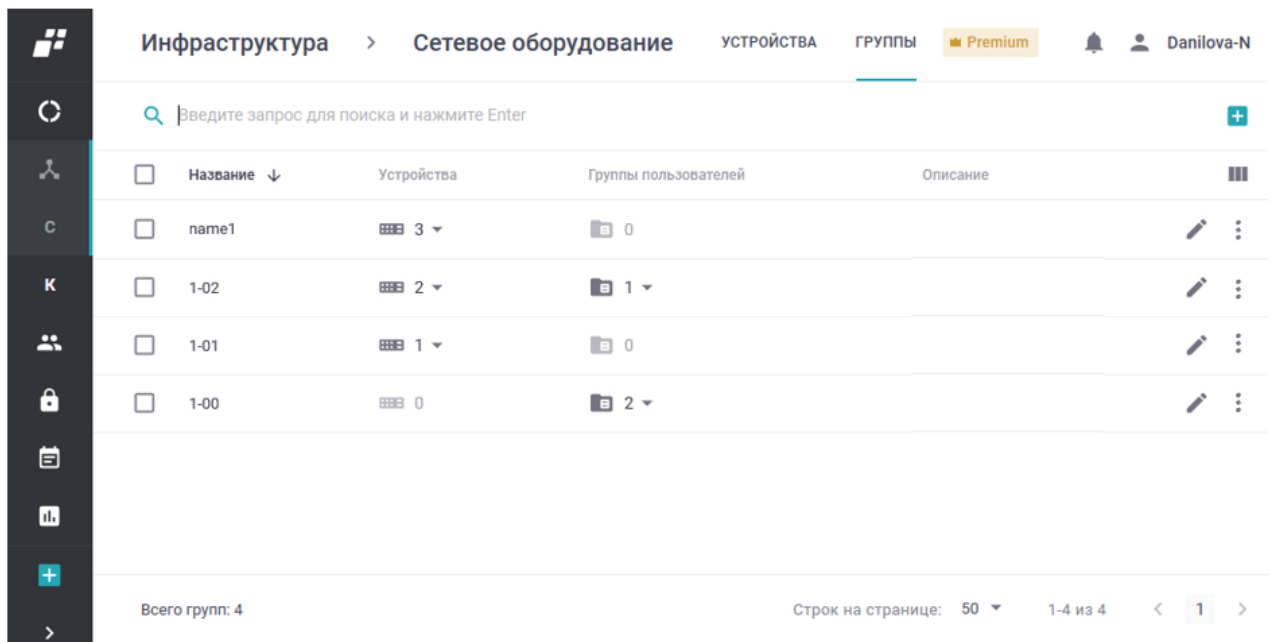 Инфраструктура > Сетевое оборудование УСТРОЙСТВА ГРУППЫ Premium Danilova-N
Введите запрос для поиска и нажмите Enter
Название Устройства Группы пользователей Описание
С
name1 3 0
К
1-02 2 1
1-01 1 0
1-00 0 2
Всего групп: 4 Строк на странице: 50 1-4 из 4 < 1 >